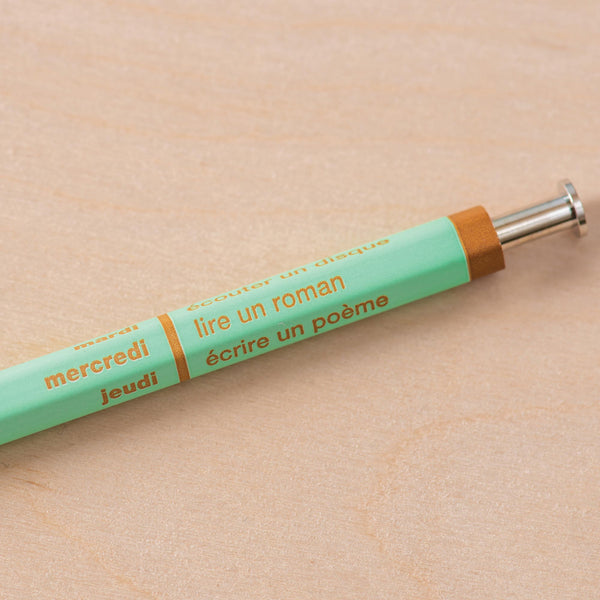 mardi écouter un disque
mercredi lire un roman
jeudi écrire un poème